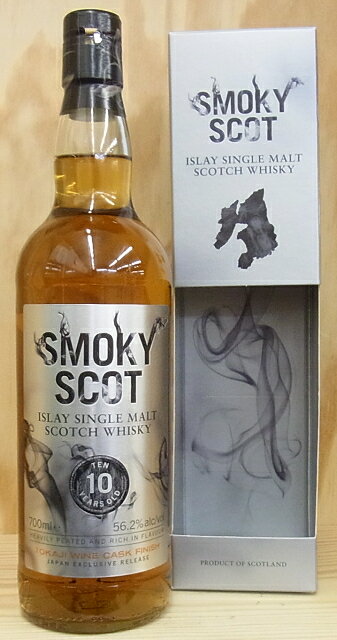 SMOKY
SCOT
ISLAY SINGLE MALT
SCOTCH WHISKY
TEN
10
YEARS OLD
700ml e
56.2% alc/vol
HEAVILY PEATED AND RICH IN FLAVOUR
TOKAJI WINE CASK FINISH
JAPAN EXCLUSIVE RELEASE
SMOKY
SCOT
ISLAY SINGLE MALT
SCOTCH WHISKY
PRODUCT OF SCOTLAND